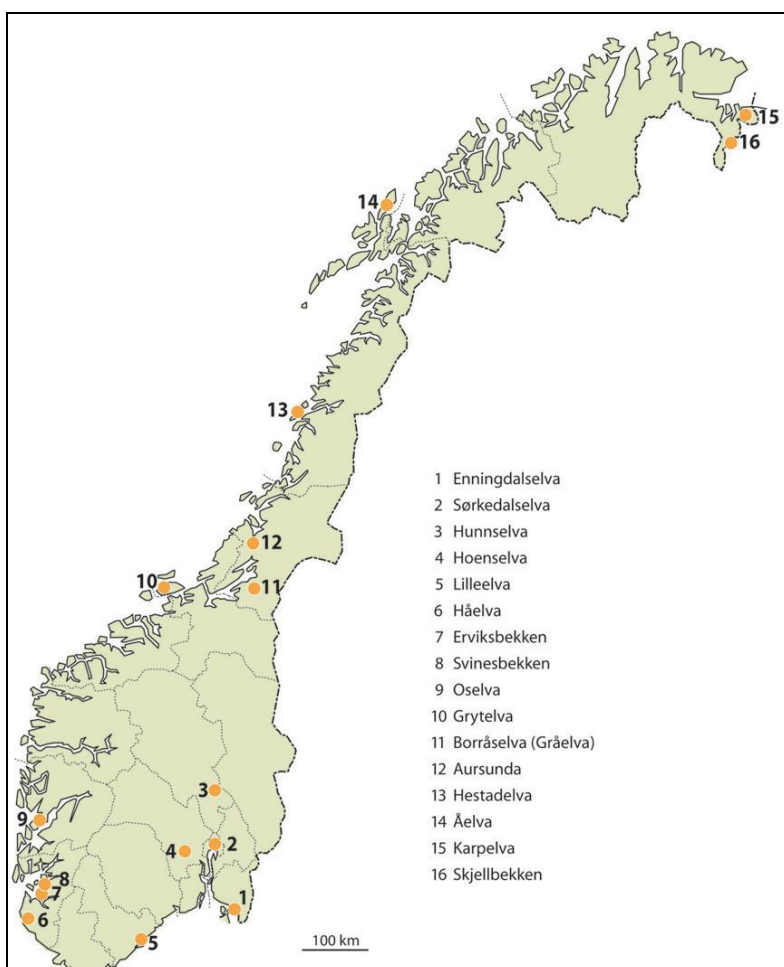 15
16
14
13
12
10
11
3
9
2
4
8
7
1
6
5
1 Enningdalselva
2 Sørkedalselva
3 Hunnselva
4 Hoenselva
5 Lilleelva
6 Håelva
7 Erviksbekken
8 Svinesbekken
9 Oselva
10 Grytelva
11 Borråselva (Gråelva)
12 Aursunda
13 Hestadelva
14 Åelva
15 Karpelva
16 Skjellbekken
100 km